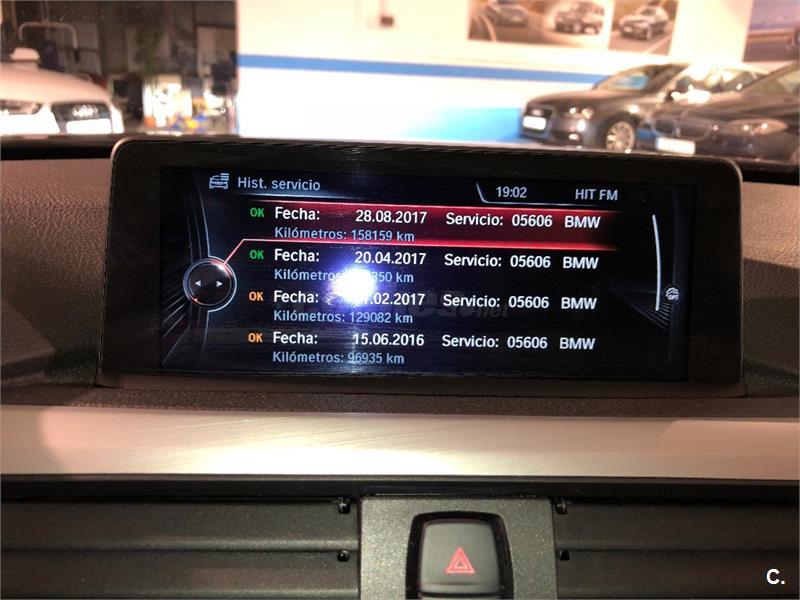 Hist. servicio 19:02 HIT FM
OK Fecha: 28.08.2017 Servicio: 05606 BMW
Kilómetros: 158159 km
OK Fecha: 20.04.2017 Servicio: 05606 BMW
km
OK Fecha: Servicio: 05606 BMW
Kilómetros: 129082 km
OK Fecha: 15.06.2016 Servicio: 05606 BMW
Kilómetros: 96935 km
C.